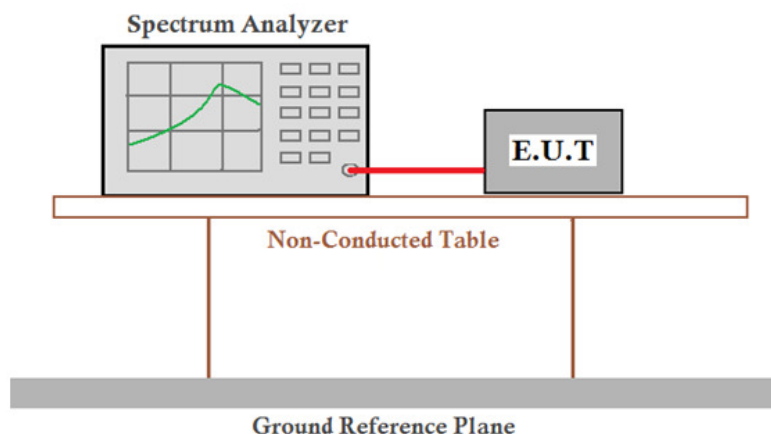 Spectrum Analyzer
E.U.T
Non-Conducted Table
Ground Reference Plane